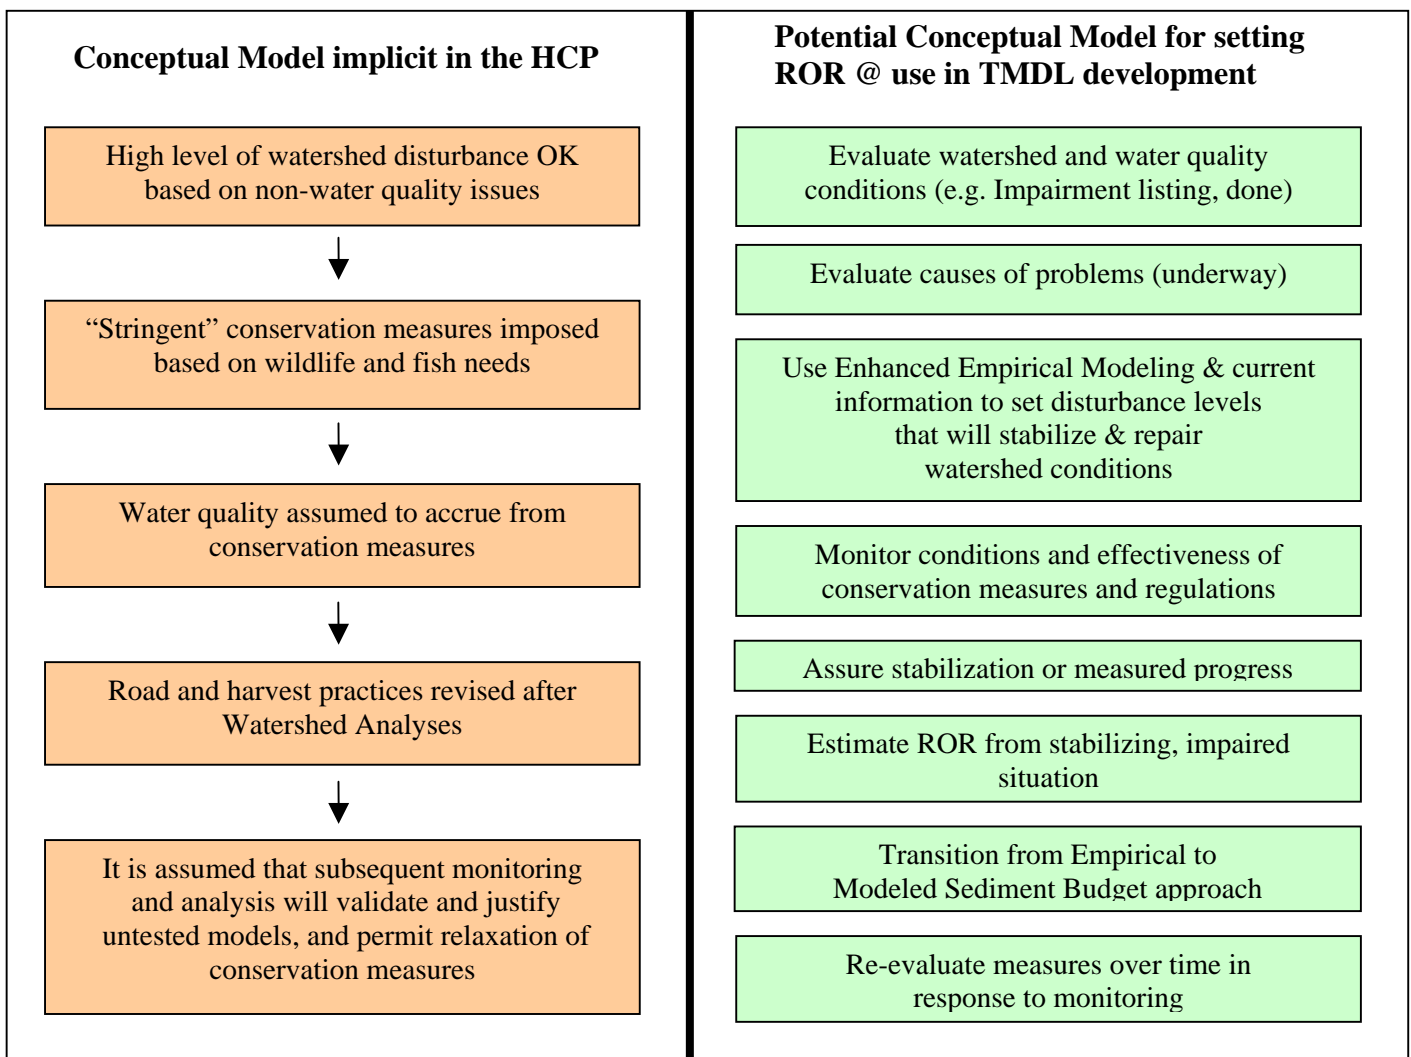 Conceptual Model implicit in the HCP
High level of watershed disturbance OK
based on non-water quality issues
“Stringent” conservation measures imposed
based on wildlife and fish needs
Water quality assumed to accrue from
conservation measures
Road and harvest practices revised after
Watershed Analyses
It is assumed that subsequent monitoring
and analysis will validate and justify
untested models, and permit relaxation of
conservation measures
Potential Conceptual Model for setting
ROR @ use in TMDL development
Evaluate watershed and water quality
conditions (e.g. Impairment listing, done)
Evaluate causes of problems (underway)
Use Enhanced Empirical Modeling & current
information to set disturbance levels
that will stabilize & repair
watershed conditions
Monitor conditions and effectiveness of
conservation measures and regulations
Assure stabilization or measured progress
Estimate ROR from stabilizing, impaired
situation
Transition from Empirical to
Modeled Sediment Budget approach
Re-evaluate measures over time in
response to monitoring